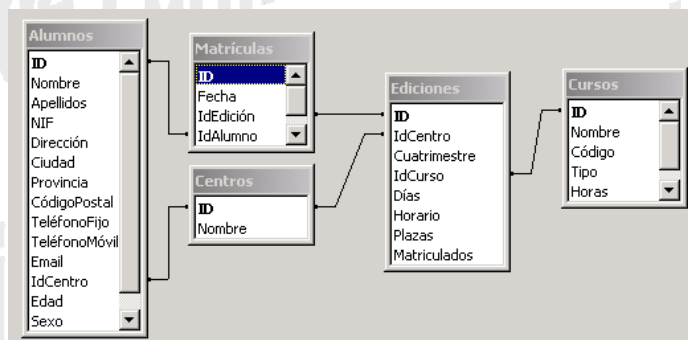 Alumnos
ID
Nombre
Apellidos
NIF
Dirección
Ciudad
Provincia
CódigoPostal
TeléfonoFijo
TeléfonoMóvil
Email
IdCentro
Edad
Sexo
Matrículas
ID
Fecha
IdEdición
IdAlumno
Centros
ID
Nombre
Ediciones
ID
IdCentro
Cuatrimestre
IdCurso
Días
Horario
Plazas
Matriculados
Cursos
ID
Nombre
Código
Tipo
Horas